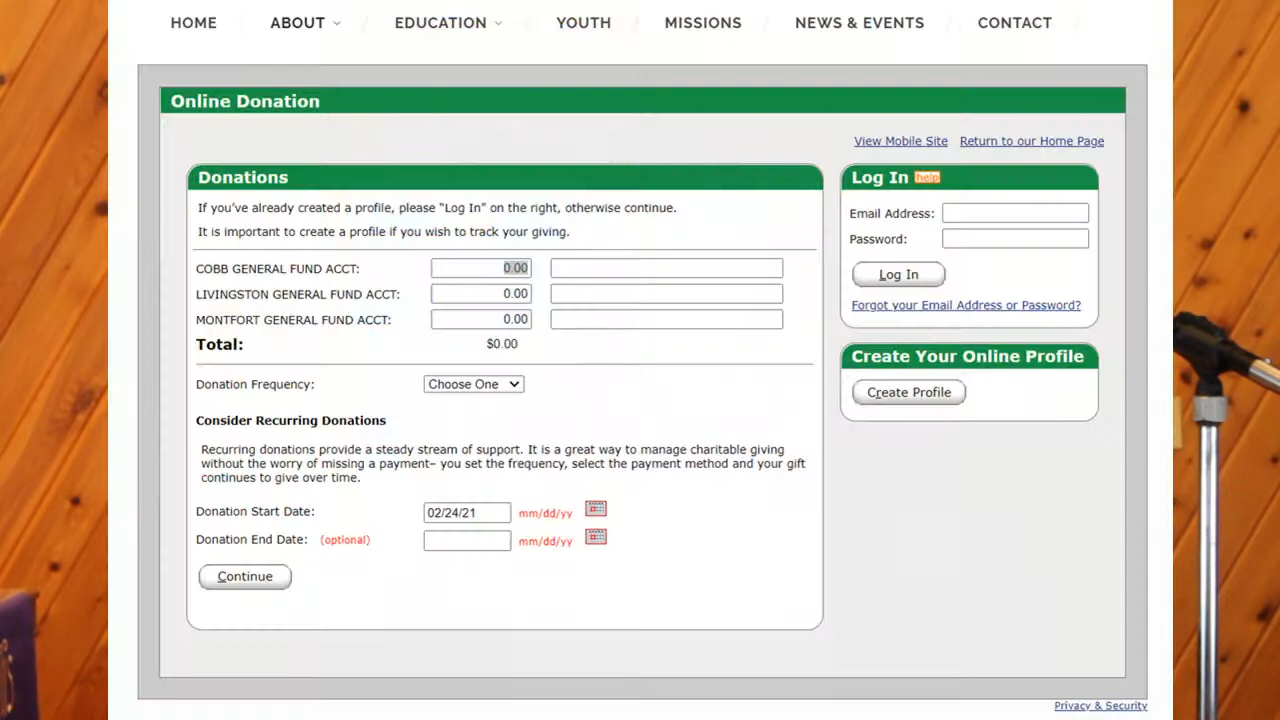 HOME ABOUT EDUCATION YOUTH MISSIONS NEWS & EVENTS CONTACT
Online Donation
View Mobile Site Return to our Home Page
Donations
If you've already created a profile, please “Log In” on the right, otherwise continue.
It is important to create a profile if you wish to track your giving.
COBB GENERAL FUND ACCT: 0.00
LIVINGSTON GENERAL FUND ACCT: 0.00
MONTFORT GENERAL FUND ACCT: 0.00
Total: $0.00
Donation Frequency: Choose One
Consider Recurring Donations
Recurring donations provide a steady stream of support. It is a great way to manage charitable giving
without the worry of missing a payment– you set the frequency, select the payment method and your gift
continues to give over time.
Donation Start Date: 02/24/21 mm/dd/yy
Donation End Date: (optional) mm/dd/yy
Continue
Log In help
Email Address:
Password:
Log In
Forgot your Email Address or Password?
Create Your Online Profile
Create Profile
Privacy & Security